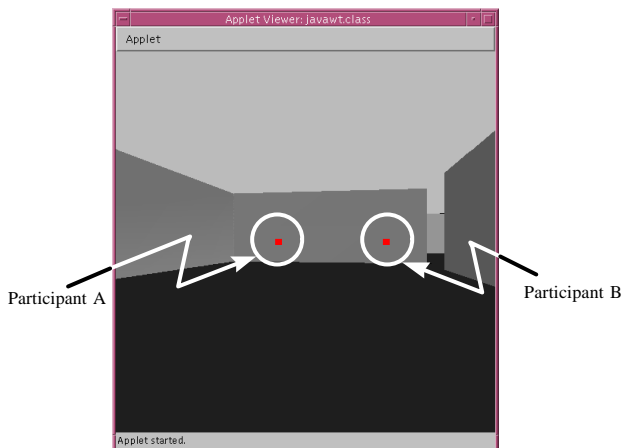 Applet Viewer: javawt.class
Applet
Participant A
Participant B
Applet started.